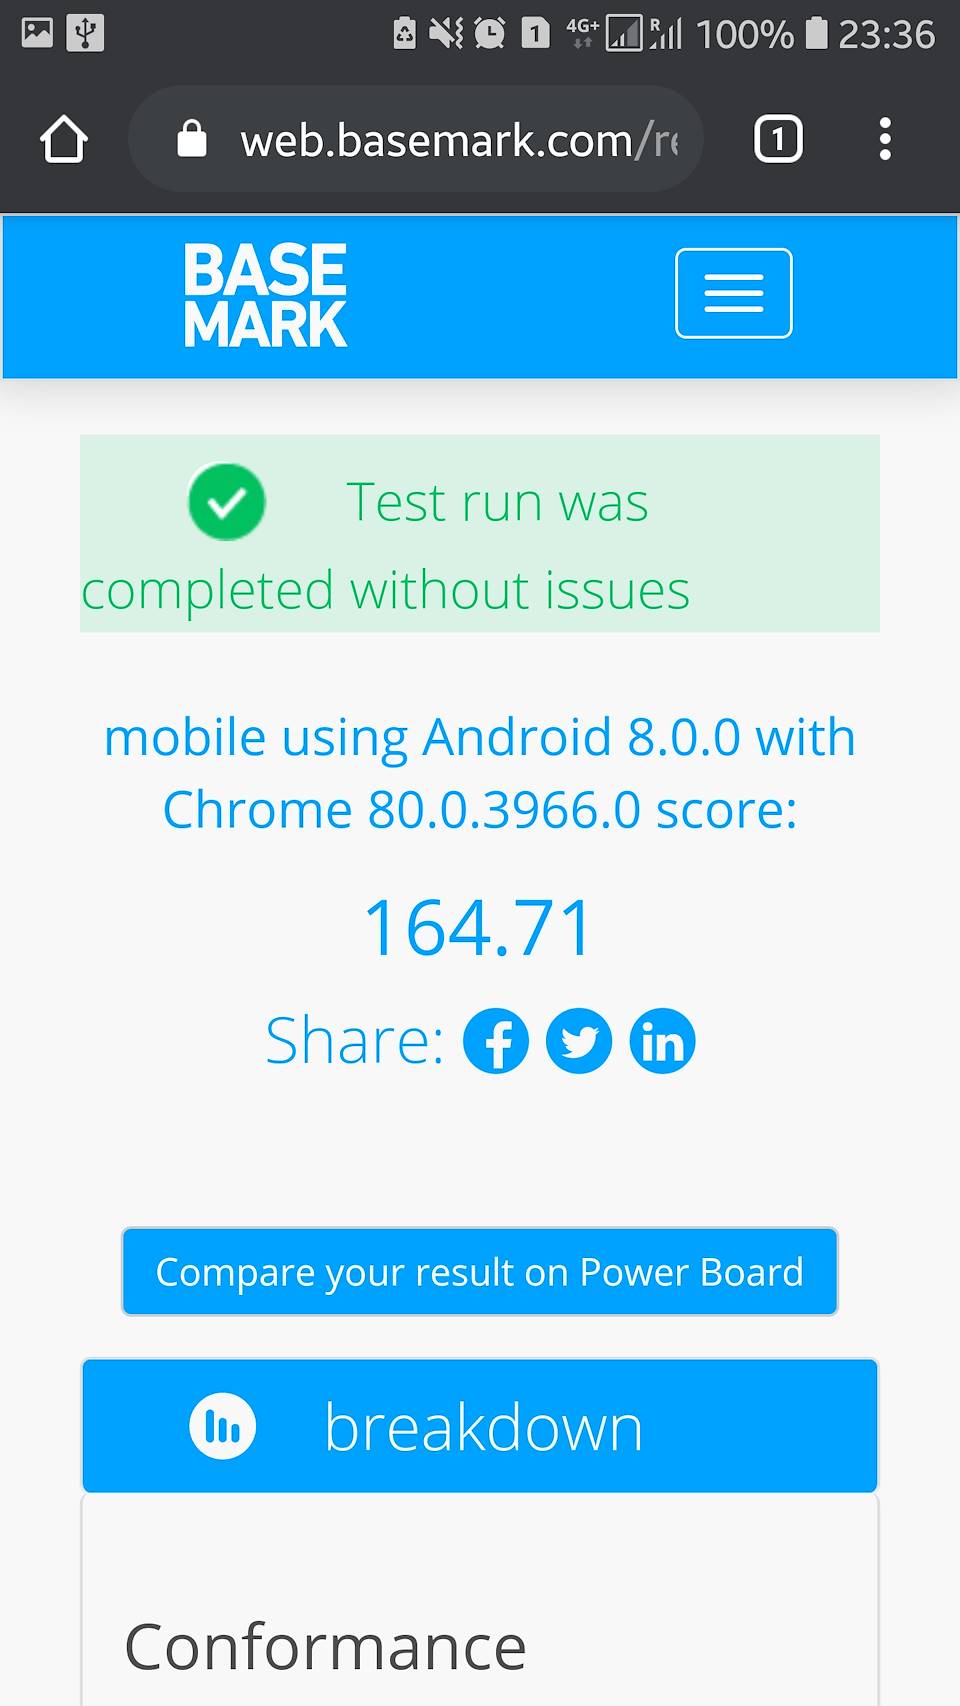 1 4G+ R 100% 23:36
web.basemark.com/re 1
BASE
MARK
Test run was
completed without issues
mobile using Android 8.0.0 with
Chrome 80.0.3966.0 score:
164.71
Share: f in
Compare your result on Power Board
breakdown
Conformance